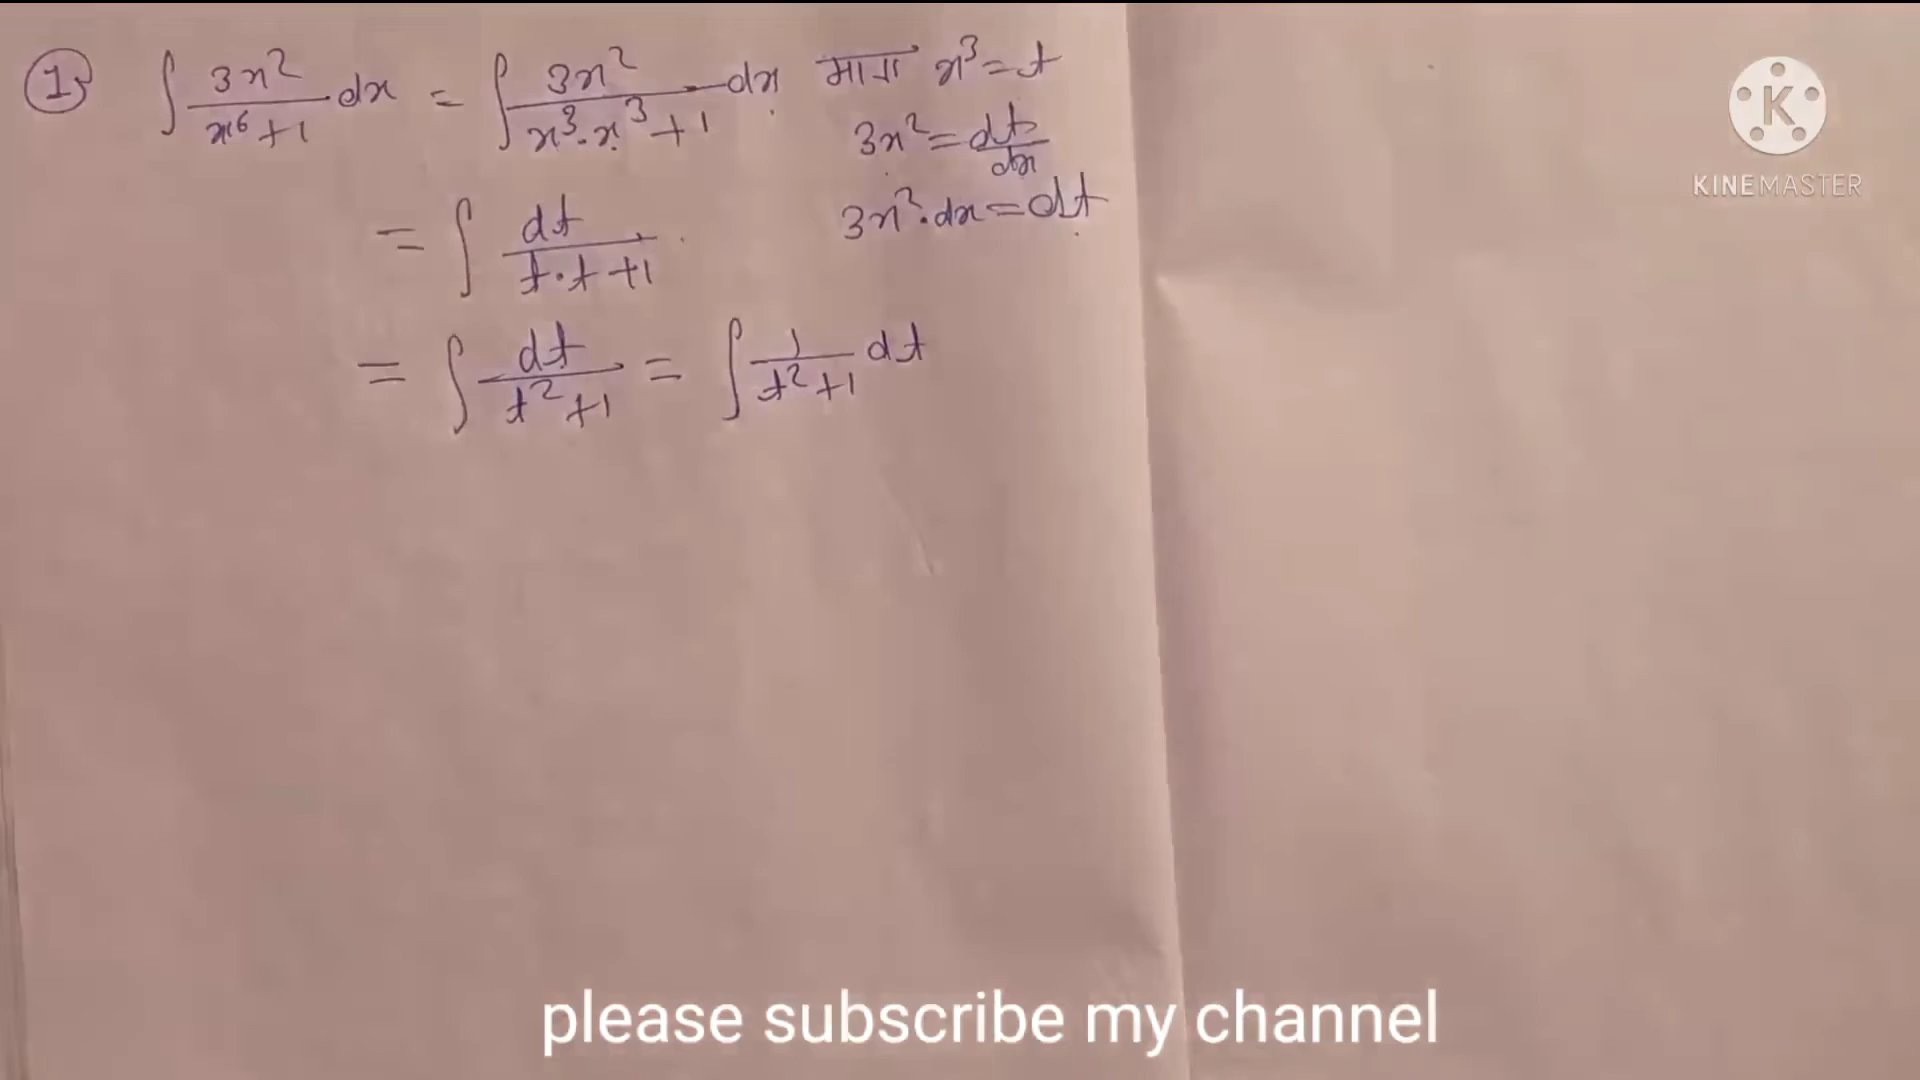 ① ∫ 3x²/(x⁶+1) dx = ∫ 3x²/(x³·x³+1) dx माना x³=t
3x²=dt/dx
= ∫ dt/(t·t+1) 3x²·dx=dt
= ∫ dt/(t²+1) = ∫ 1/(t²+1) dt
KINEMASTER
please subscribe my channel